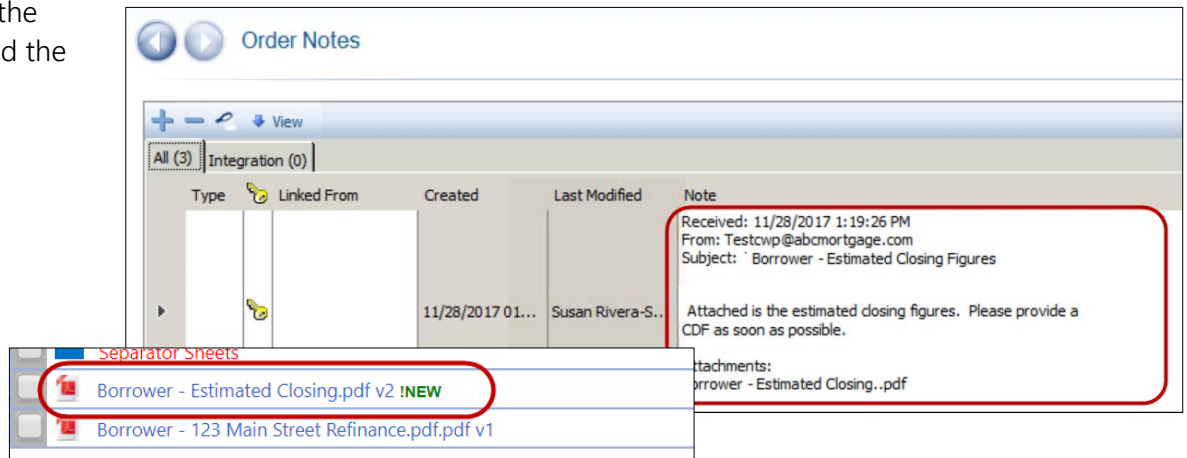 the
d the
Order Notes
View
All (3) Integration (0)
Type Linked From Created Last Modified Note
Received: 11/28/2017 1:19:26 PM
From: Testcwp@abcmortgage.com
Subject: ` Borrower - Estimated Closing Figures
11/28/2017 01... Susan Rivera-S.. Attached is the estimated closing figures. Please provide a
CDF as soon as possible.
ttachments:
orrower - Estimated Closing..pdf
Separator Sheets
Borrower - Estimated Closing.pdf v2 !NEW
Borrower - 123 Main Street Refinance.pdf.pdf v1